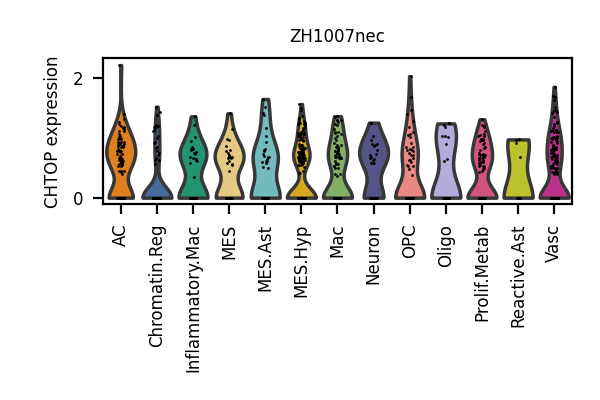 ZH1007nec
CHTOP expression
2
0
AC
Chromatin.Reg
Inflammatory.Mac
MES
MES.Ast
MES.Hyp
Mac
Neuron
OPC
Oligo
Prolif.Metab
Reactive.Ast
Vasc